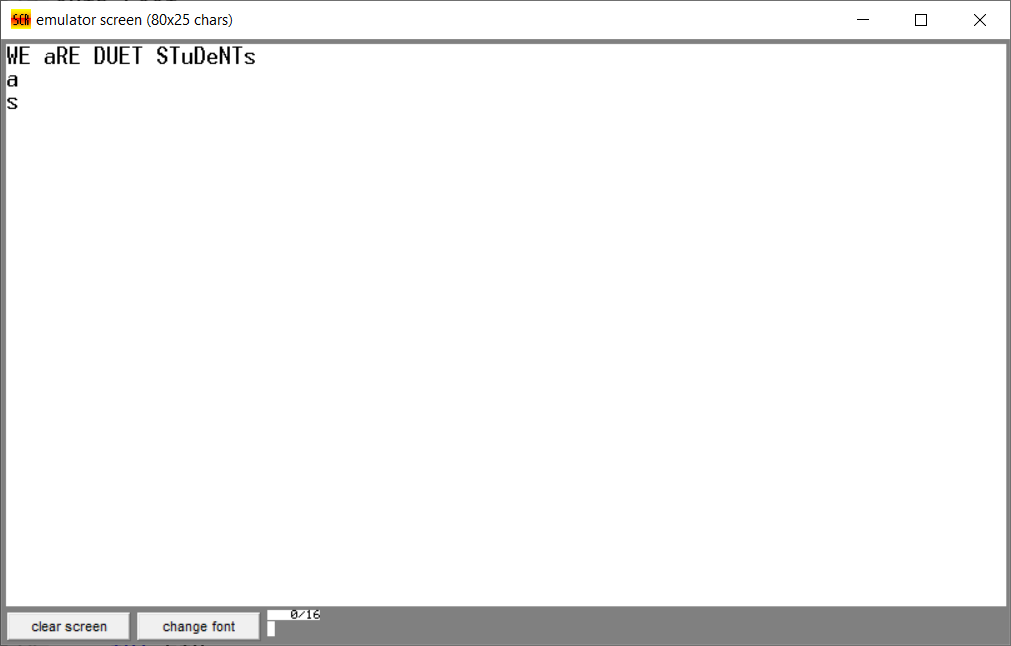 emulator screen (80x25 chars)
WE aRE DUET STuDeNTs
a
s
clear screen
change font
0/16